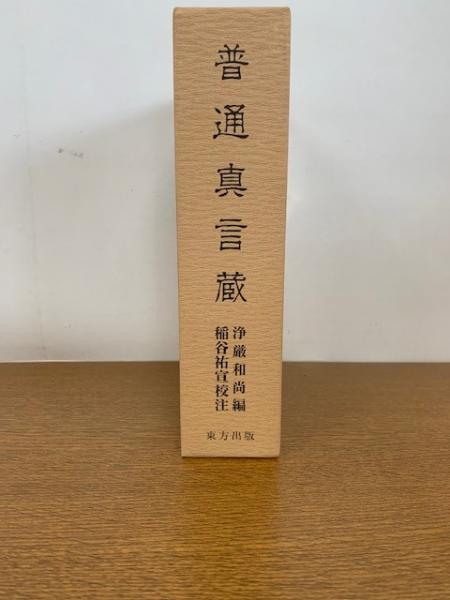 普通真言蔵
浄厳和尚編
稲谷祐宣校注
東方出版